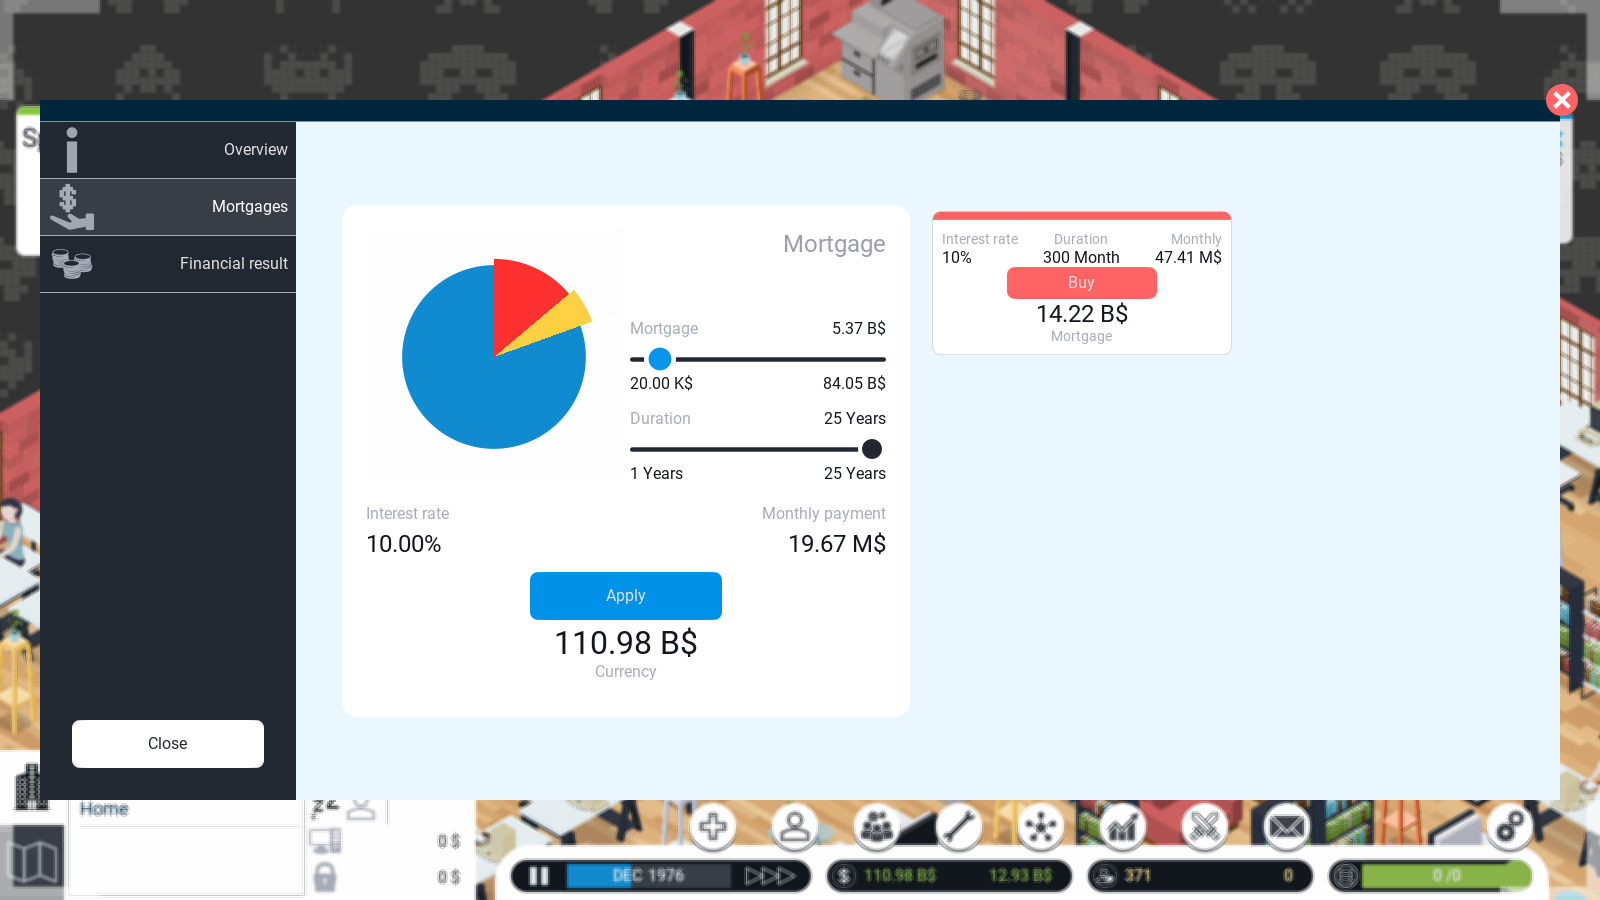 Overview
Mortgages
Financial result
Close
Mortgage
Mortgage 5.37 B$
20.00 K$ 84.05 B$
Duration 25 Years
1 Years 25 Years
Interest rate Monthly payment
10.00% 19.67 M$
Apply
110.98 B$
Currency
Interest rate Duration Monthly
10% 300 Month 47.41 M$
Buy
14.22 B$
Mortgage
Home
0 $
0 $
DEC 1976
110.98 B$ 12.93 B$
371 0
0 /0